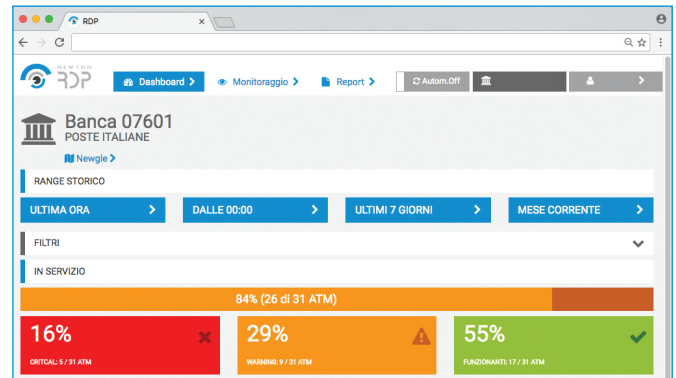 RDP
NEWTON
RDP
Dashboard
Monitoraggio
Report
Autom.Off
Banca 07601
POSTE ITALIANE
Newgle
RANGE STORICO
ULTIMA ORA
DALLE 00:00
ULTIMI 7 GIORNI
MESE CORRENTE
FILTRI
IN SERVIZIO
84% (26 di 31 ATM)
16%
29%
55%
CRITCAL: 5 / 31 ATM
WARNING: 9 / 31 ATM
FUNZIONANTI: 17 / 31 ATM